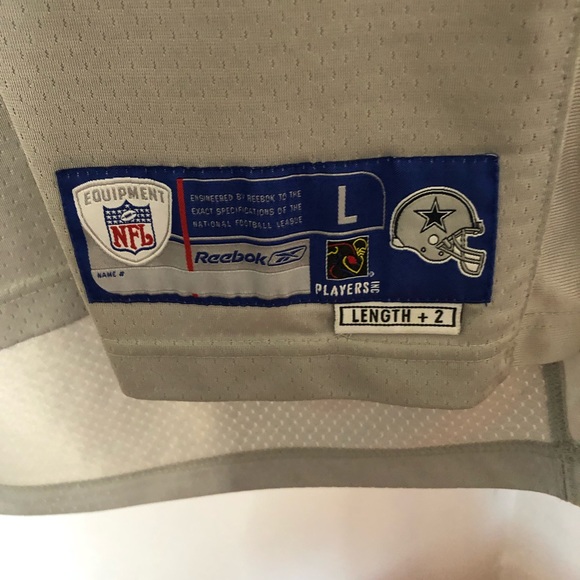 EQUIPMENT
NFL
NAME #
ENGINEERED BY REEBOK TO THE
EXACT SPECIFICATIONS OF THE
NATIONAL FOOTBALL LEAGUE
Reebok
L
PLAYERS INC
LENGTH + 2